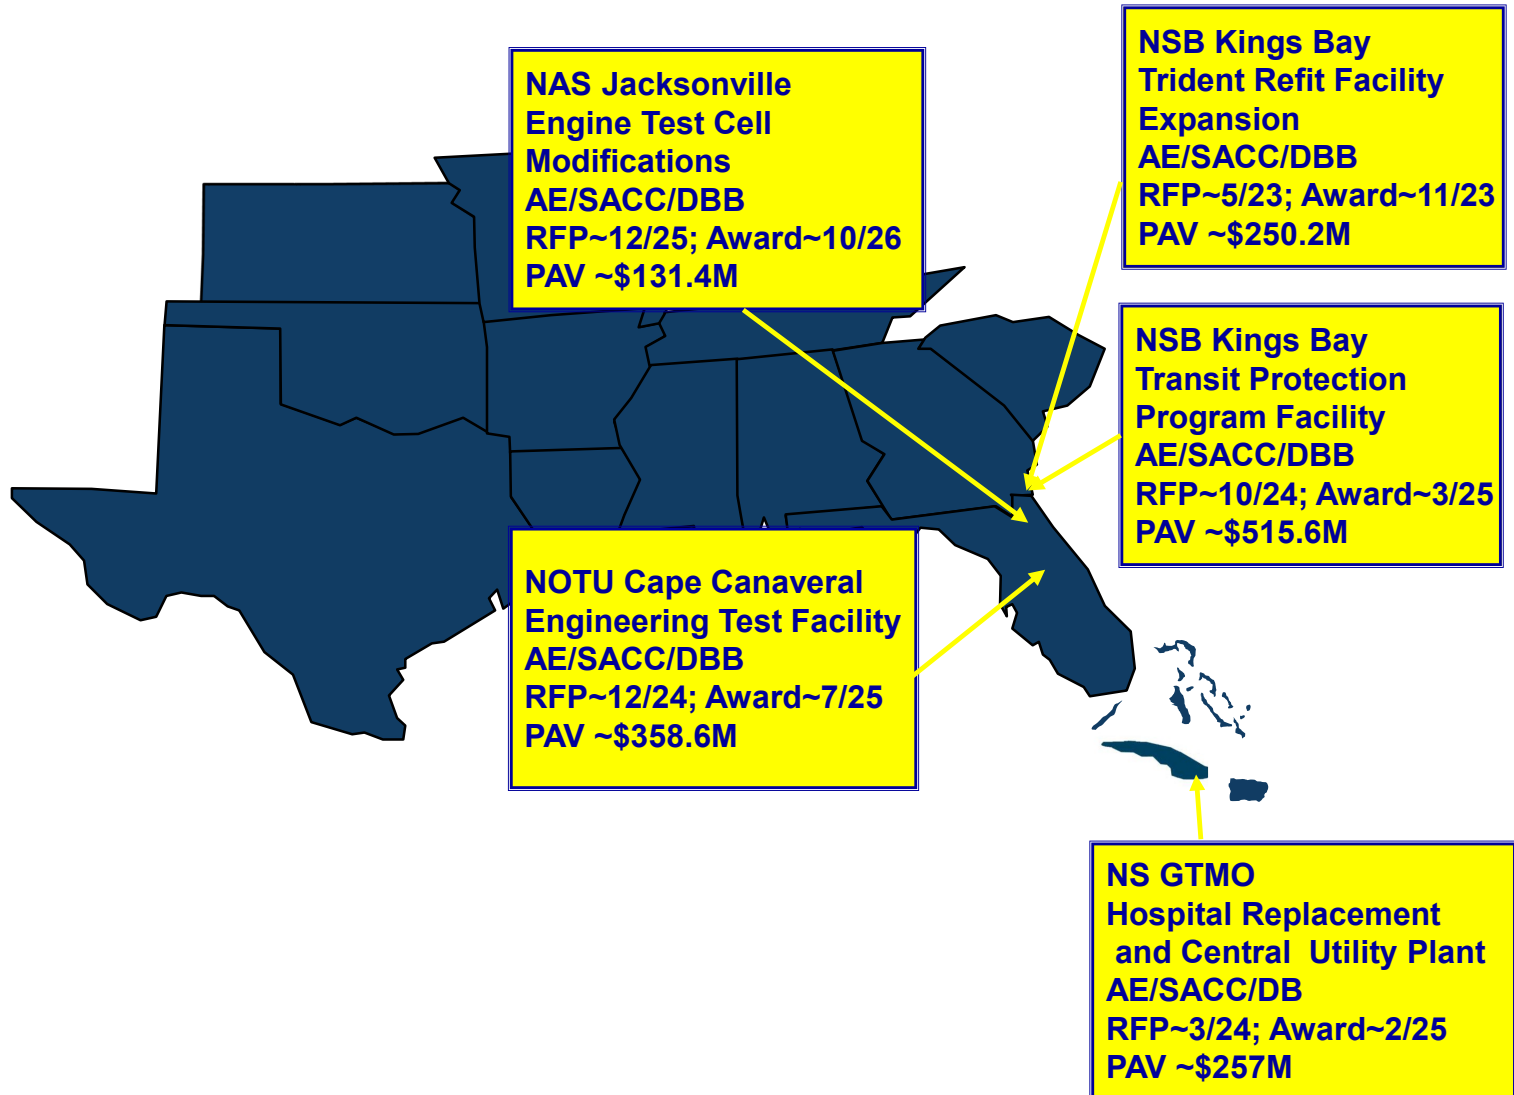 NAS Jacksonville
Engine Test Cell
Modifications
AE/SACC/DBB
RFP~12/25; Award~10/26
PAV ~$131.4M
NSB Kings Bay
Trident Refit Facility
Expansion
AE/SACC/DBB
RFP~5/23; Award~11/23
PAV ~$250.2M
NSB Kings Bay
Transit Protection
Program Facility
AE/SACC/DBB
RFP~10/24; Award~3/25
PAV ~$515.6M
NOTU Cape Canaveral
Engineering Test Facility
AE/SACC/DBB
RFP~12/24; Award~7/25
PAV ~$358.6M
NS GTMO
Hospital Replacement
and Central Utility Plant
AE/SACC/DB
RFP~3/24; Award~2/25
PAV ~$257M